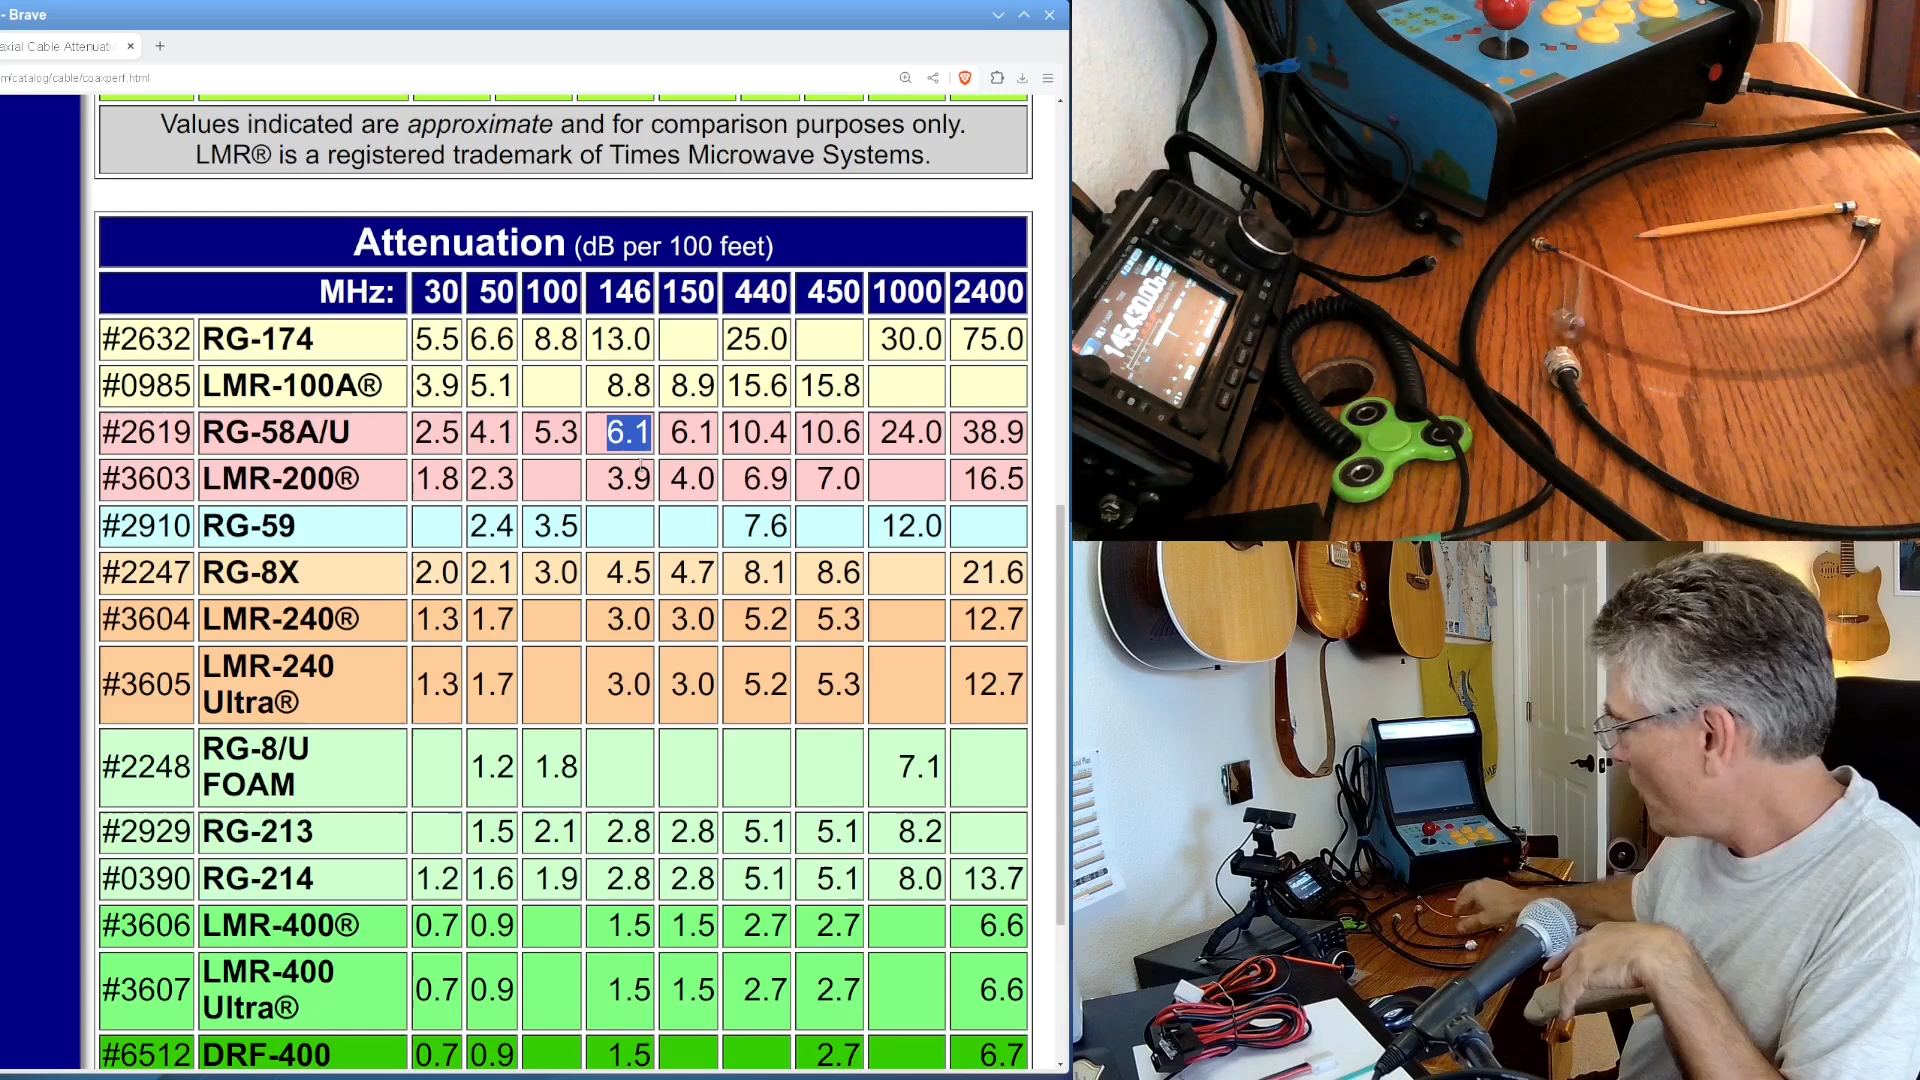 - Brave
axial Cable Attenuati
m/catalog/cable/coaxperf.html
Values indicated are approximate and for comparison purposes only.
LMR® is a registered trademark of Times Microwave Systems.
Attenuation (dB per 100 feet)
MHz: 30 50 100 146 150 440 450 1000 2400
#2632 RG-174 5.5 6.6 8.8 13.0 25.0 30.0 75.0
#0985 LMR-100A® 3.9 5.1 8.8 8.9 15.6 15.8
#2619 RG-58A/U 2.5 4.1 5.3 6.1 6.1 10.4 10.6 24.0 38.9
#3603 LMR-200® 1.8 2.3 3.9 4.0 6.9 7.0 16.5
#2910 RG-59 2.4 3.5 7.6 12.0
#2247 RG-8X 2.0 2.1 3.0 4.5 4.7 8.1 8.6 21.6
#3604 LMR-240® 1.3 1.7 3.0 3.0 5.2 5.3 12.7
#3605 LMR-240 Ultra® 1.3 1.7 3.0 3.0 5.2 5.3 12.7
#2248 RG-8/U FOAM 1.2 1.8 7.1
#2929 RG-213 1.5 2.1 2.8 2.8 5.1 5.1 8.2
#0390 RG-214 1.2 1.6 1.9 2.8 2.8 5.1 5.1 8.0 13.7
#3606 LMR-400® 0.7 0.9 1.5 1.5 2.7 2.7 6.6
#3607 LMR-400 Ultra® 0.7 0.9 1.5 1.5 2.7 2.7 6.6
#6512 DRF-400 0.7 0.9 1.5 2.7 6.7
145.430.00